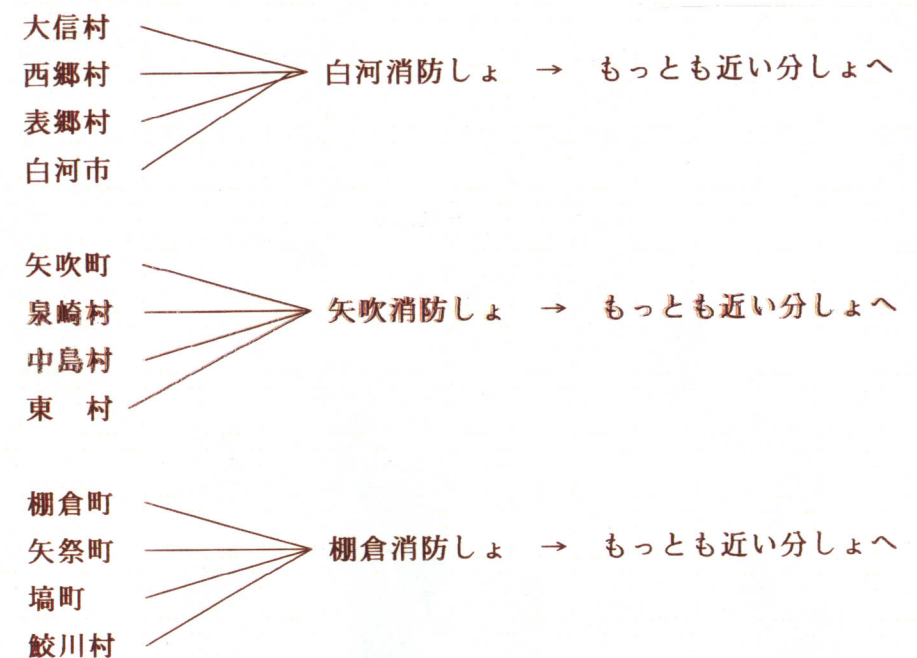 大信村
西郷村
表郷村
白河市
白河消防しょ → もっとも近い分しょへ
矢吹町
泉崎村
中島村
東 村
矢吹消防しょ → もっとも近い分しょへ
棚倉町
矢祭町
塙町
鮫川村
棚倉消防しょ → もっとも近い分しょへ